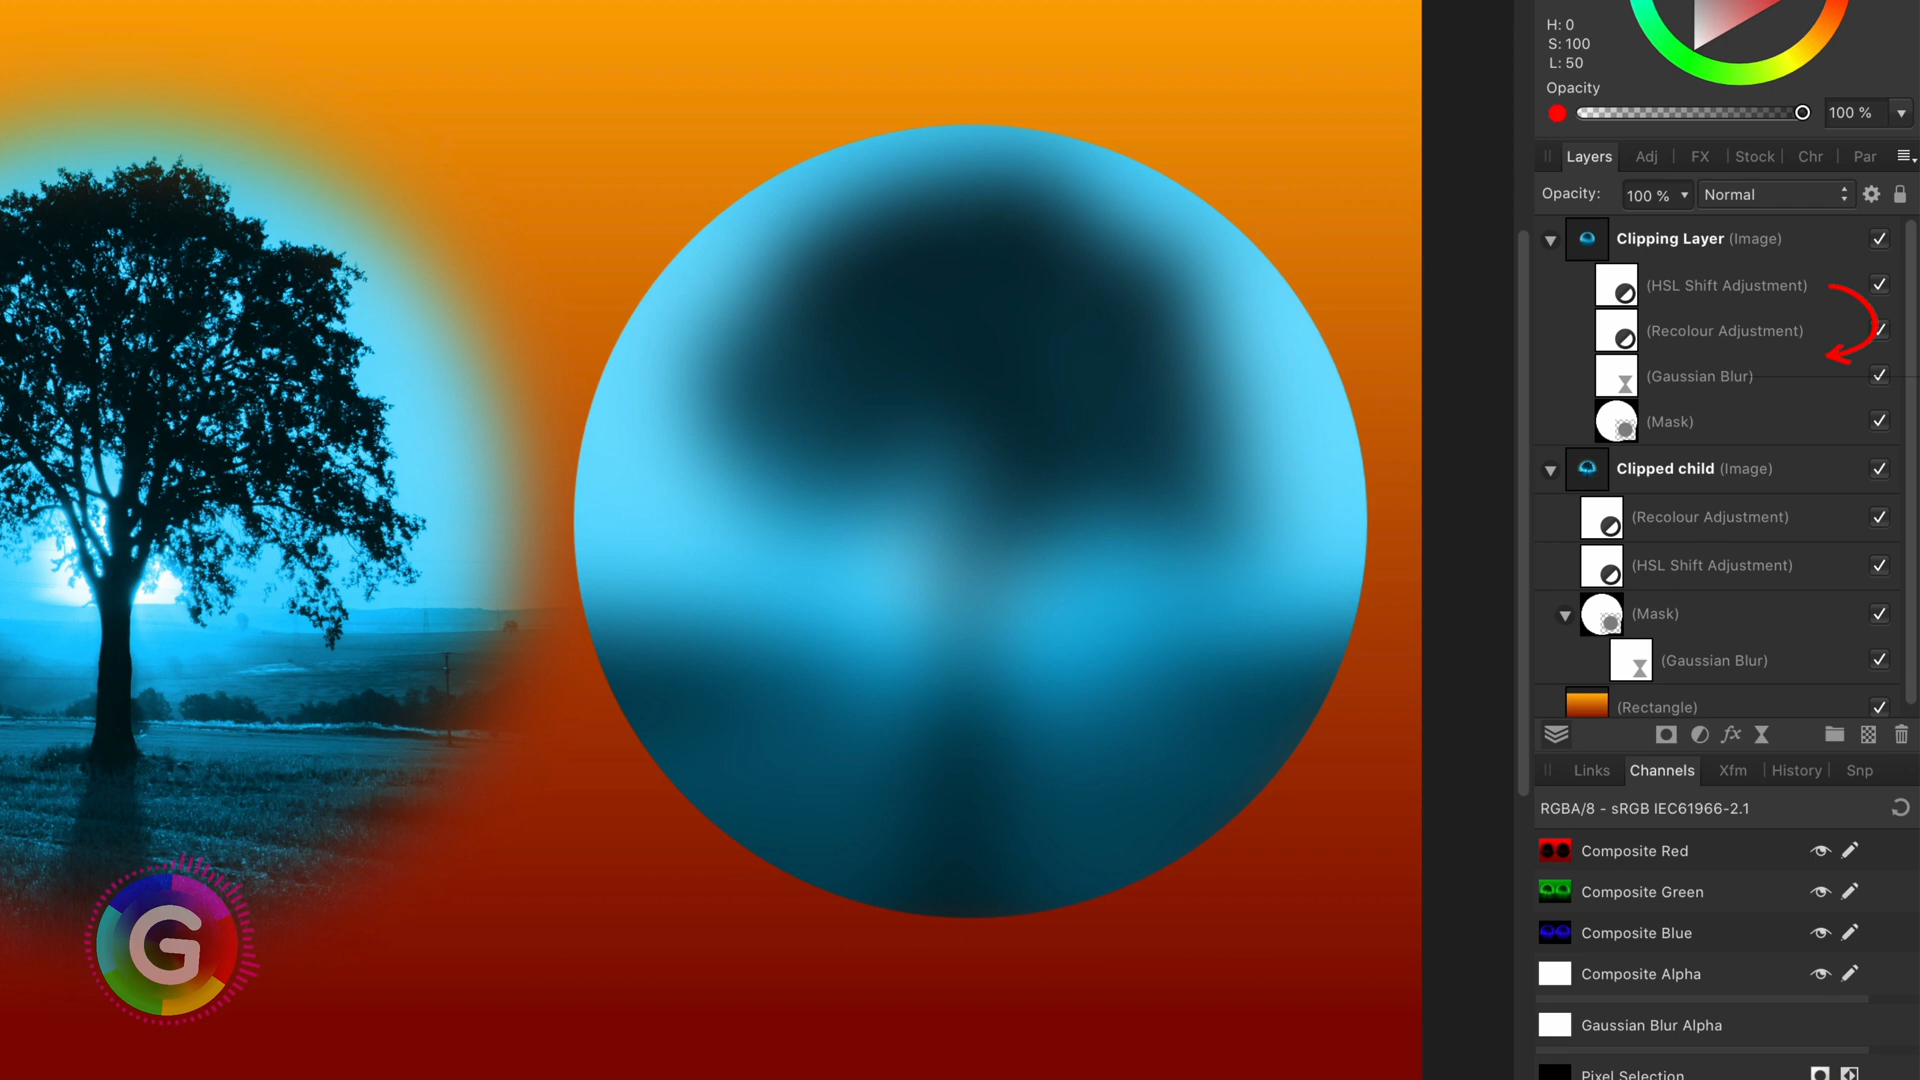 H: 0
S: 100
L: 50
Opacity
100 %
Layers Adj FX Stock Chr Par
Opacity: 100 % Normal
Clipping Layer (Image)
(HSL Shift Adjustment)
(Recolour Adjustment)
(Gaussian Blur)
(Mask)
Clipped child (Image)
(Recolour Adjustment)
(HSL Shift Adjustment)
(Mask)
(Gaussian Blur)
(Rectangle)
fx
Links Channels Xfm History Snp
RGBA/8 - sRGB IEC61966-2.1
Composite Red
Composite Green
Composite Blue
Composite Alpha
Gaussian Blur Alpha
Pixel Selection
G